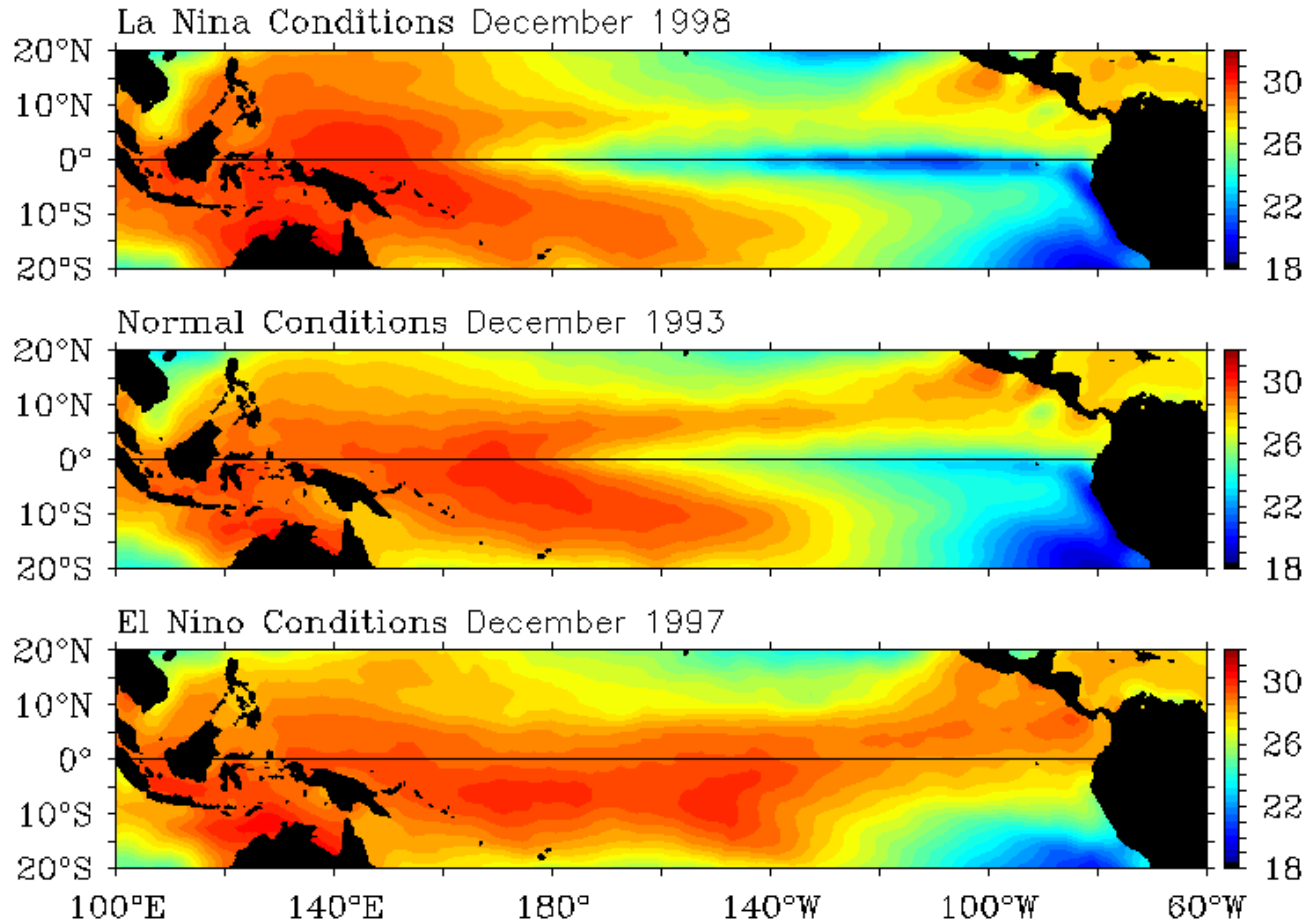 La Nina Conditions December 1998
20°N
10°N
0°
10°S
20°S
30
26
22
18
Normal Conditions December 1993
20°N
10°N
0°
10°S
20°S
30
26
22
18
El Nino Conditions December 1997
20°N
10°N
0°
10°S
20°S
30
26
22
18
100°E 140°E 180° 140°W 100°W 60°W